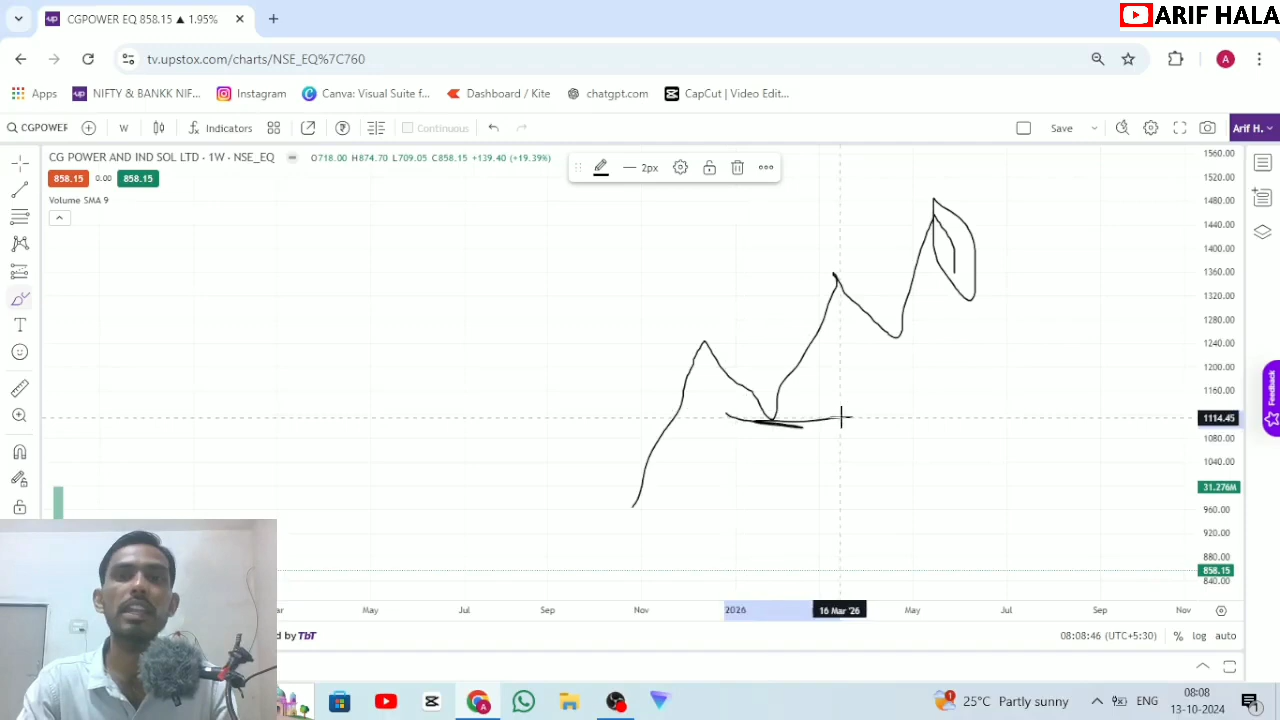 CGPOWER EQ 858.15 ▲ 1.95%
ARIF HALA
tv.upstox.com/charts/NSE_EQ%7C760
A
Apps
NIFTY & BANKK NIF...
Instagram
Canva: Visual Suite f...
Dashboard / Kite
chatgpt.com
CapCut | Video Edit...
CGPOWER
W
Indicators
Continuous
Save
Arif H.
CG POWER AND IND SOL LTD · 1W · NSE_EQ
O718.00 H874.70 L709.05 C858.15 +139.40 (+19.39%)
858.15 0.00 858.15
Volume SMA 9
2px
1560.00
1520.00
1480.00
1440.00
1400.00
1360.00
1320.00
1280.00
1240.00
1200.00
1160.00
1114.45
1080.00
1040.00
31.276M
960.00
920.00
880.00
858.15
840.00
Feedback
May Jul Sep Nov 2026 16 Mar '26 May Jul Sep Nov
TbT
08:08:46 (UTC+5:30) % log auto
25°C Partly sunny
ENG
08:08
13-10-2024